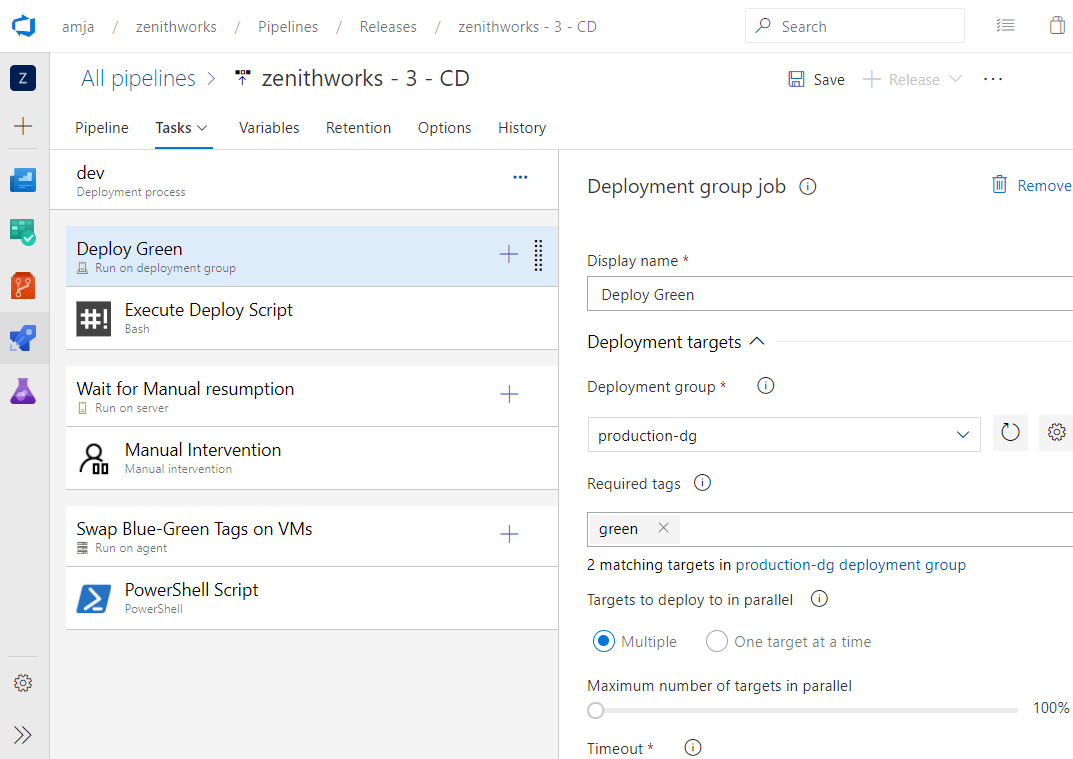 amja / zenithworks / Pipelines / Releases / zenithworks - 3 - CD
Search
Z
All pipelines > zenithworks - 3 - CD
Save
Release
Pipeline Tasks Variables Retention Options History
dev
Deployment process
Deploy Green
Run on deployment group
#!
Execute Deploy Script
Bash
Wait for Manual resumption
Run on server
Manual Intervention
Manual intervention
Swap Blue-Green Tags on VMs
Run on agent
PowerShell Script
PowerShell
Deployment group job
Remove
Display name *
Deploy Green
Deployment targets
Deployment group *
production-dg
Required tags
green
2 matching targets in production-dg deployment group
Targets to deploy to in parallel
Multiple One target at a time
Maximum number of targets in parallel
100%
Timeout *